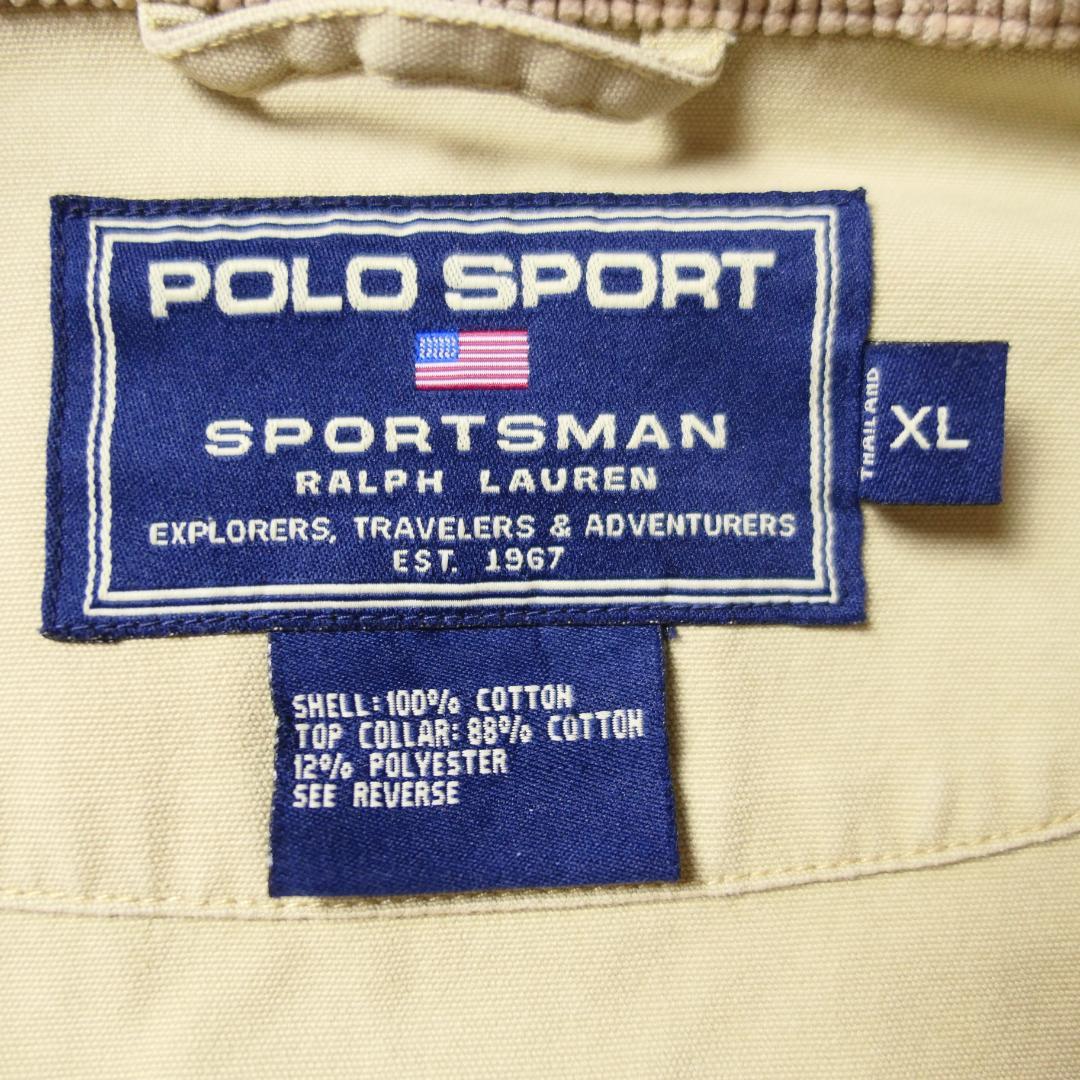 POLO SPORT
SPORTSMAN
RALPH LAUREN
EXPLORERS, TRAVELERS & ADVENTURERS
EST. 1967
THAILAND
XL
SHELL: 100% COTTON
TOP COLLAR: 88% COTTON
12% POLYESTER
SEE REVERSE